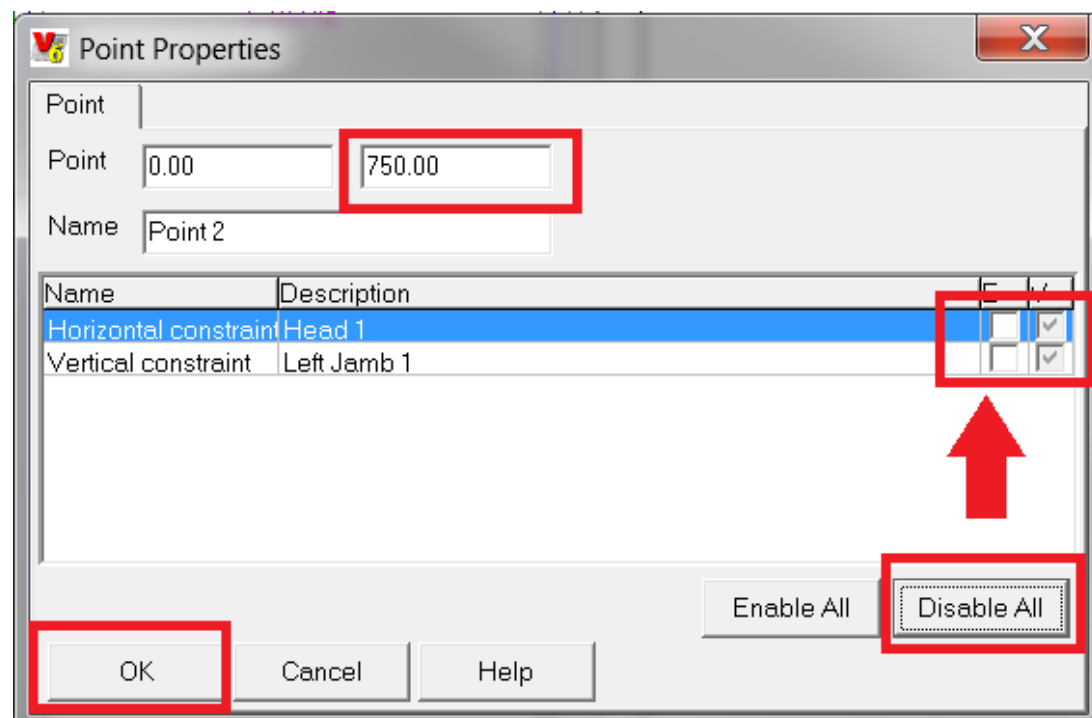 V6 Point Properties X
Point
Point 0.00 750.00
Name Point 2
Name Description E
Horizontal constraint Head 1
Vertical constraint Left Jamb 1
Enable All Disable All
OK Cancel Help